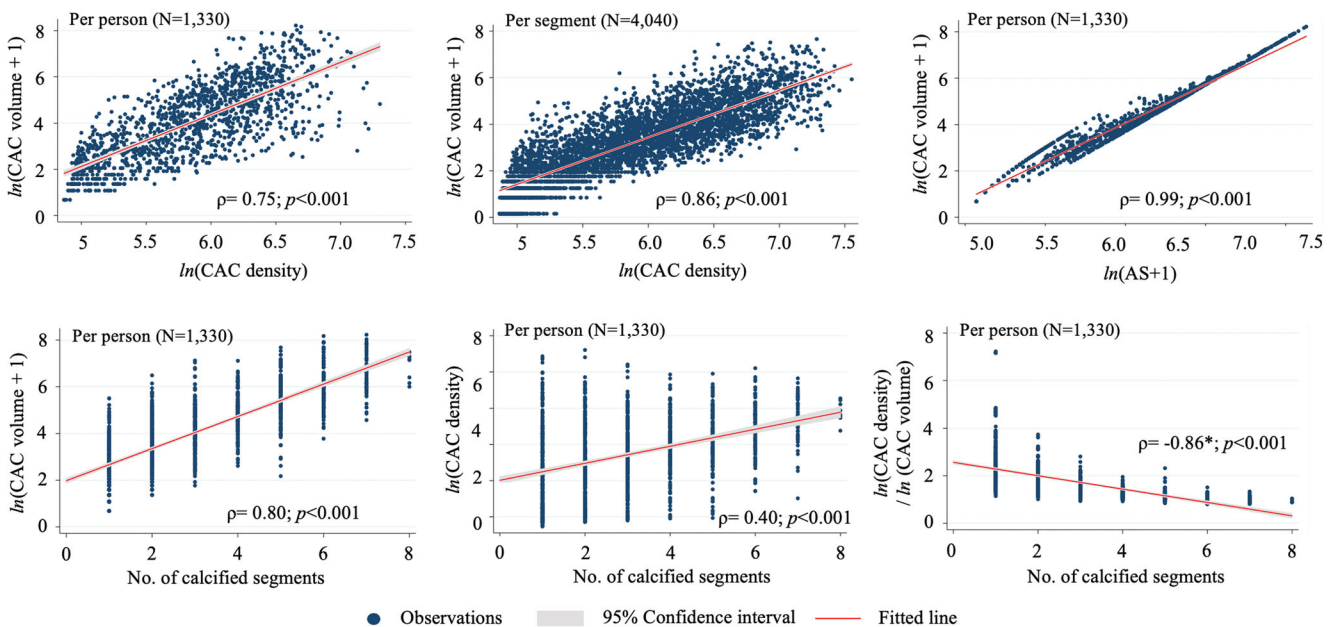 Per person (N=1,330)
ln(CAC volume + 1)
8
6
4
2
0
5
5.5
6.0
6.5
7.0
7.5
ρ= 0.75; p<0.001
ln(CAC density)
Per segment (N=4,040)
ln(CAC volume + 1)
8
6
4
2
0
5
5.5
6.0
6.5
7.0
7.5
ρ= 0.86; p<0.001
ln(CAC density)
Per person (N=1,330)
ln(CAC volume + 1)
8
6
4
2
0
5.0
5.5
6.0
6.5
7.0
7.5
ρ= 0.99; p<0.001
ln(AS+1)
Per person (N=1,330)
ln(CAC volume + 1)
8
6
4
2
0
0
2
4
6
8
ρ= 0.80; p<0.001
No. of calcified segments
Per person (N=1,330)
ln(CAC density)
8
6
4
2
0
0
2
4
6
8
ρ= 0.40; p<0.001
No. of calcified segments
Per person (N=1,330)
ln(CAC density)
/ ln (CAC volume)
8
6
4
2
0
0
2
4
6
8
ρ= -0.86*; p<0.001
No. of calcified segments
Observations
95% Confidence interval
Fitted line